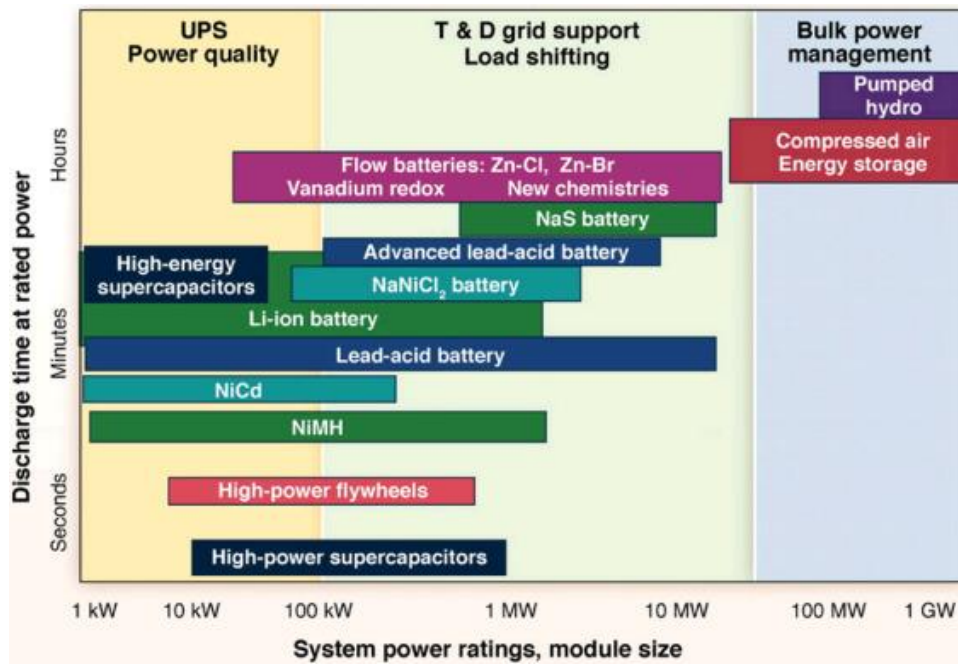 UPS
Power quality
T & D grid support
Load shifting
Bulk power
management
Pumped
hydro
Compressed air
Energy storage
Flow batteries: Zn-Cl, Zn-Br
Vanadium redox New chemistries
NaS battery
Advanced lead-acid battery
High-energy
supercapacitors
NaNiCl₂ battery
Li-ion battery
Lead-acid battery
NiCd
NiMH
High-power flywheels
High-power supercapacitors
Discharge time at rated power
Hours
Minutes
Seconds
1 kW 10 kW 100 kW 1 MW 10 MW 100 MW 1 GW
System power ratings, module size